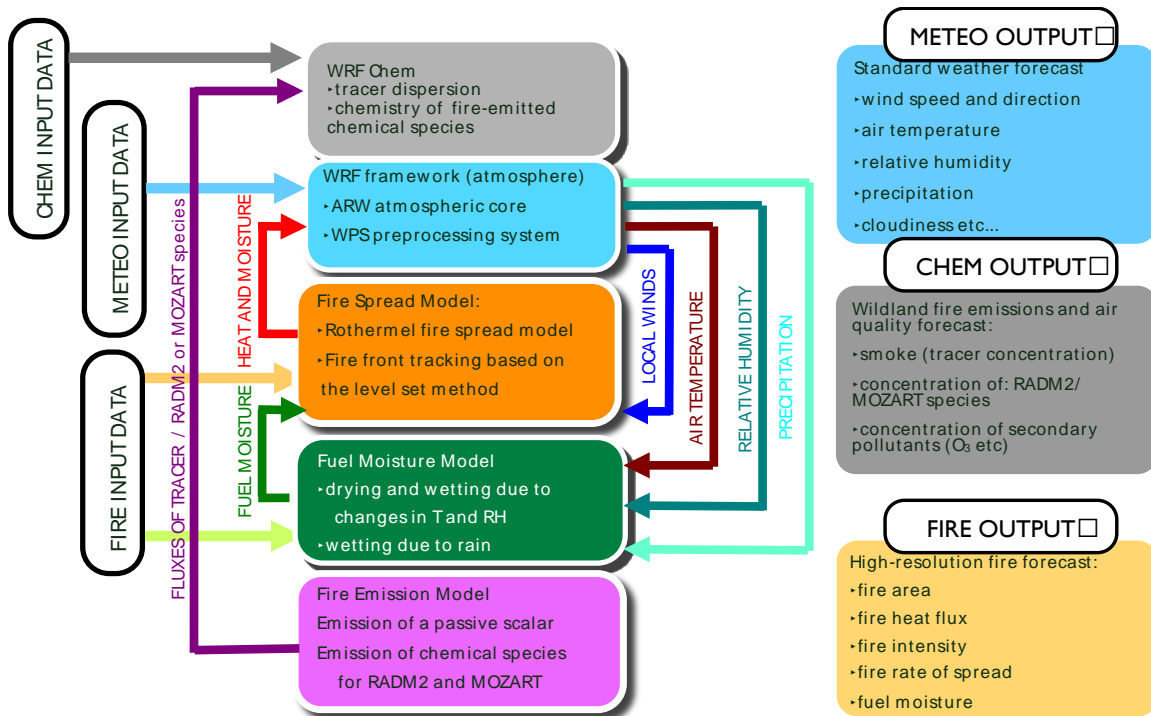 CHEM INPUT DATA
METEO INPUT DATA
FIRE INPUT DATA
FLUXES OF TRACER / RADM2 or MOZART species
HEAT AND MOISTURE
FUEL MOISTURE
WRF Chem
‣tracer dispersion
‣chemistry of fire-emitted
chemical species
WRF framework (atmosphere)
‣ARW atmospheric core
‣WPS preprocessing system
Fire Spread Model:
‣Rothermel fire spread model
‣Fire front tracking based on
the level set method
Fuel Moisture Model
‣drying and wetting due to
changes in T and RH
‣wetting due to rain
Fire Emission Model
Emission of a passive scalar
Emission of chemical species
for RADM2 and MOZART
LOCAL WINDS
AIR TEMPERATURE
RELATIVE HUMIDITY
PRECIPITATION
METEO OUTPUT□
Standard weather forecast
‣wind speed and direction
‣air temperature
‣relative humidity
‣precipitation
‣cloudiness etc...
CHEM OUTPUT□
Wildland fire emissions and air
quality forecast:
‣smoke (tracer concentration)
‣concentration of: RADM2/
MOZART species
‣concentration of secondary
pollutants (O₃ etc)
FIRE OUTPUT□
High-resolution fire forecast:
‣fire area
‣fire heat flux
‣fire intensity
‣fire rate of spread
‣fuel moisture